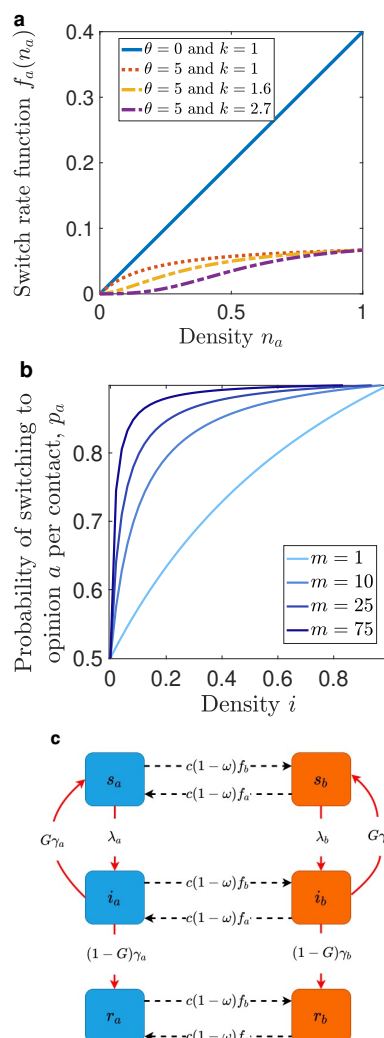 a
Switch rate function f_a(n_a)
0.4
0.3
0.2
0.1
0
θ = 0 and k = 1
θ = 5 and k = 1
θ = 5 and k = 1.6
θ = 5 and k = 2.7
0 0.5 1
Density n_a
b
Probability of switching to
opinion a per contact, p_a
0.8
0.7
0.6
0.5
m = 1
m = 10
m = 25
m = 75
0 0.2 0.4 0.6 0.8
Density i
c
s_a c(1 − ω)f_b s_b
c(1 − ω)f_a
Gγ_a λ_a λ_b Gγ
i_a c(1 − ω)f_b i_b
c(1 − ω)f_a
(1 − G)γ_a (1 − G)γ_b
r_a c(1 − ω)f_b r_b
c(1 − ω)f_a